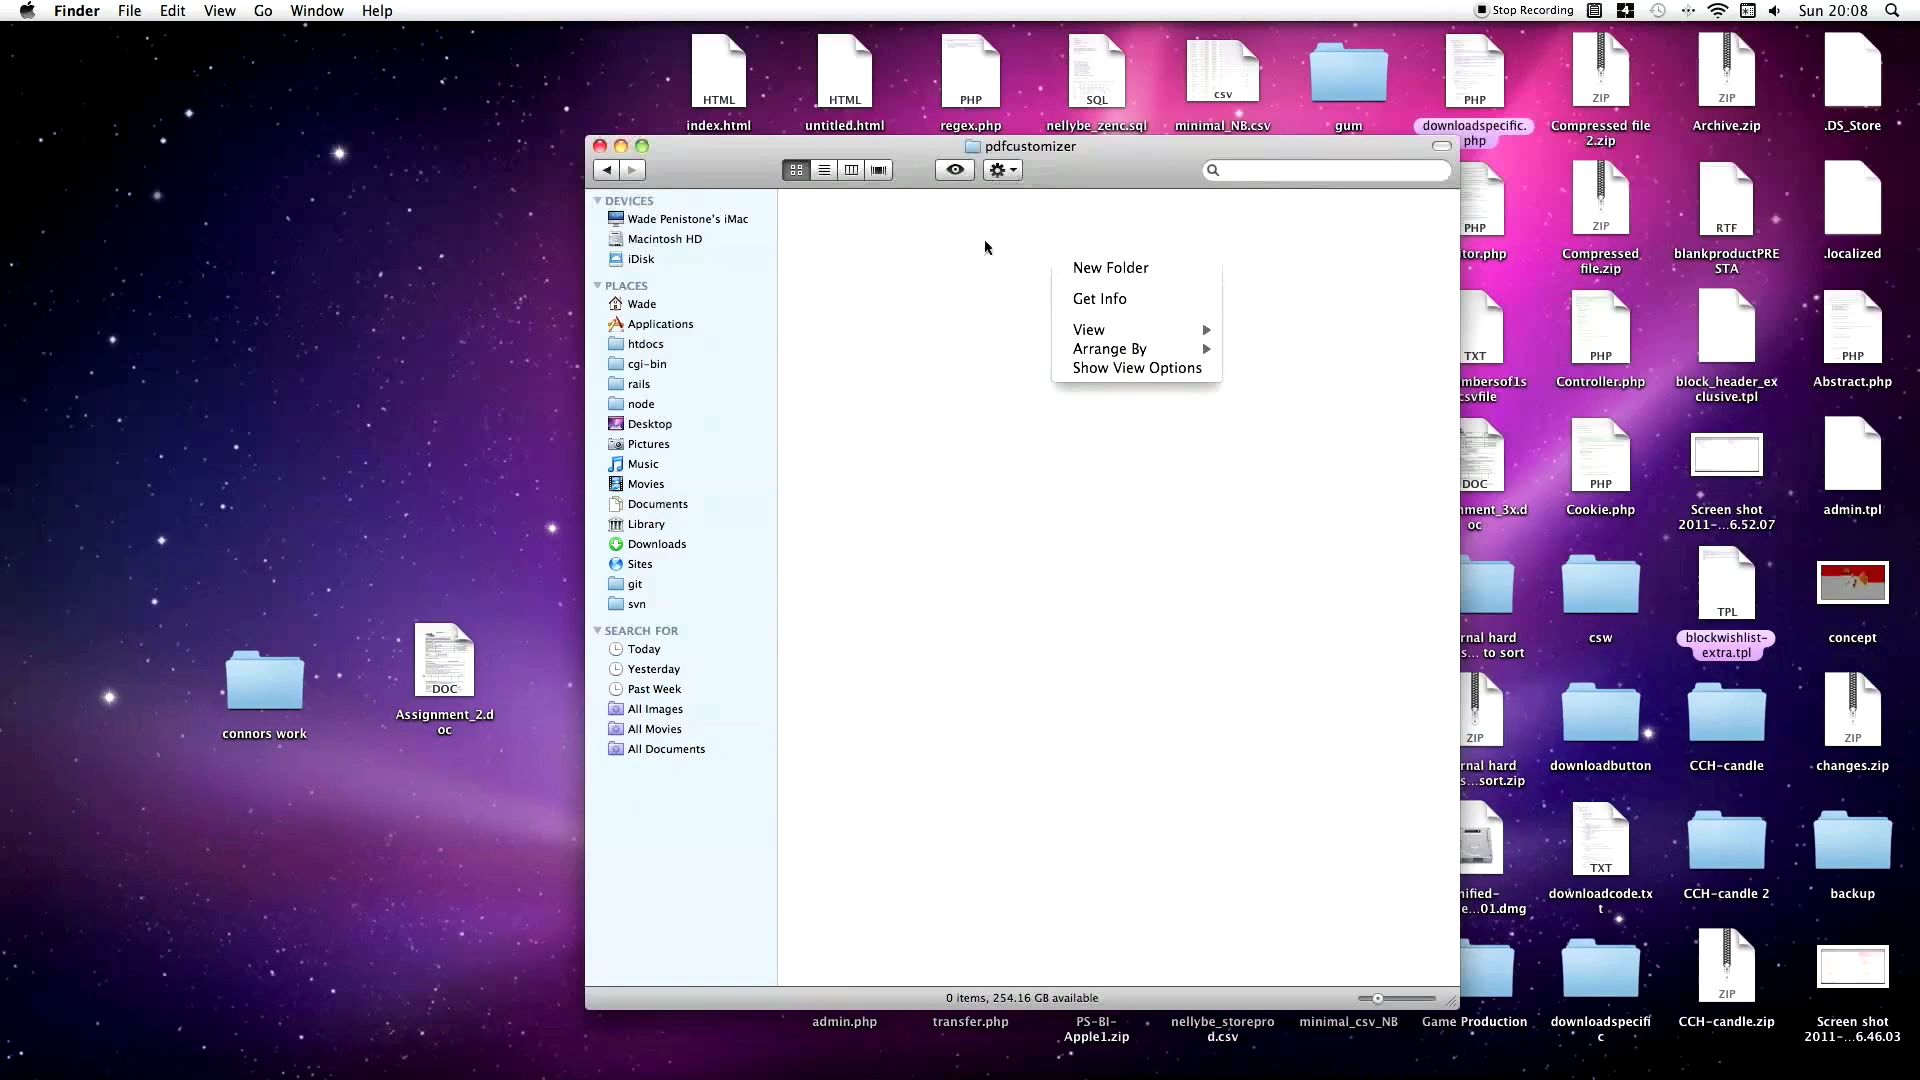 Finder File Edit View Go Window Help
Stop Recording
Sun 20:08
HTML
HTML
PHP
SQL
csv
PHP
ZIP
ZIP
index.html
untitled.html
regex.php
nellybe_zenc.sql
minimal_NB.csv
gum
downloadspecific.
php
Compressed file
2.zip
Archive.zip
.DS_Store
pdfcustomizer
DEVICES
Wade Penistone's iMac
Macintosh HD
iDisk
PLACES
Wade
Applications
htdocs
cgi-bin
rails
node
Desktop
Pictures
Music
Movies
Documents
Library
Downloads
Sites
git
svn
SEARCH FOR
Today
Yesterday
Past Week
All Images
All Movies
All Documents
New Folder
Get Info
View
Arrange By
Show View Options
0 items, 254.16 GB available
PHP
ZIP
RTF
tor.php
Compressed
file.zip
blankproductPRE
STA
.localized
TXT
PHP
PHP
mbersof1s
csvfile
Controller.php
block_header_ex
clusive.tpl
Abstract.php
DOC
PHP
nment_3x.d
oc
Cookie.php
Screen shot
2011-...6.52.07
admin.tpl
TPL
rnal hard
s... to sort
csw
blockwishlist-
extra.tpl
concept
ZIP
ZIP
rnal hard
s...sort.zip
downloadbutton
CCH-candle
changes.zip
TXT
nified-
e...01.dmg
downloadcode.tx
t
CCH-candle 2
backup
ZIP
DOC
connors work
Assignment_2.d
oc
admin.php
transfer.php
PS-BI-
Apple1.zip
nellybe_storepro
d.csv
minimal_csv_NB
Game Production
downloadspecifi
c
CCH-candle.zip
Screen shot
2011-...6.46.03